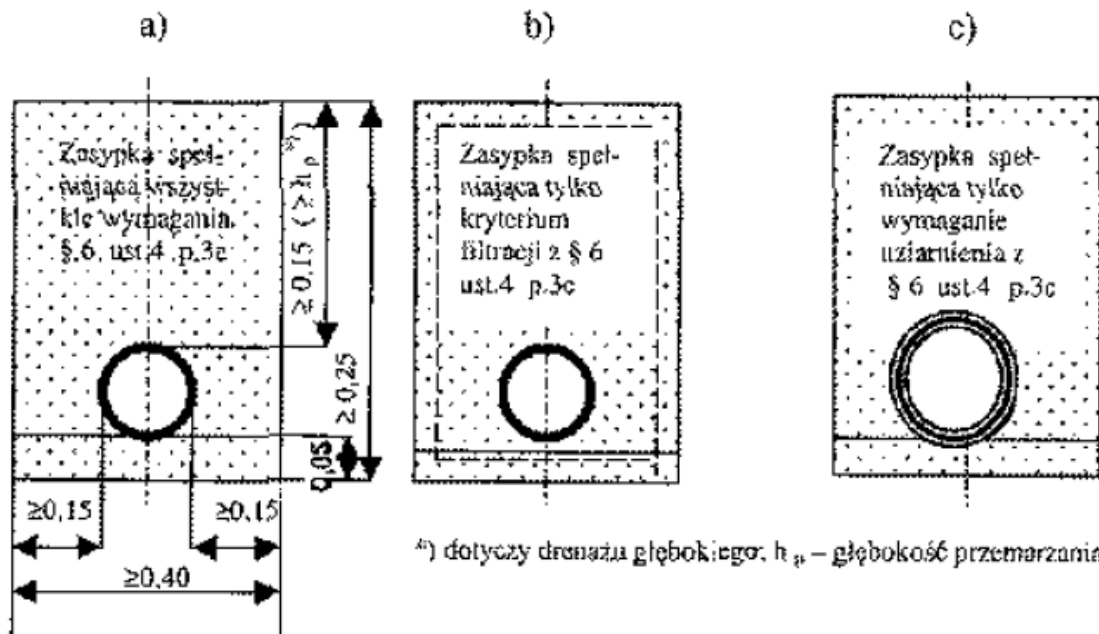 a)
Zasypka speł-
niająca wszyst-
kie wymagania
§ 6 ust.4 p.3c
≥0,15 (≥ h p *) )
≥ 0,25
0,05
≥0,15
≥0,15
≥0,40
b)
Zasypka speł-
niająca tylko
kryterium
filtracji z § 6
ust.4 p.3c
c)
Zasypka speł-
niająca tylko
wymaganie
uziarnienia z
§ 6 ust.4 p.3c
*) dotyczy drenażu głębokiego; h p – głębokość przemarzania